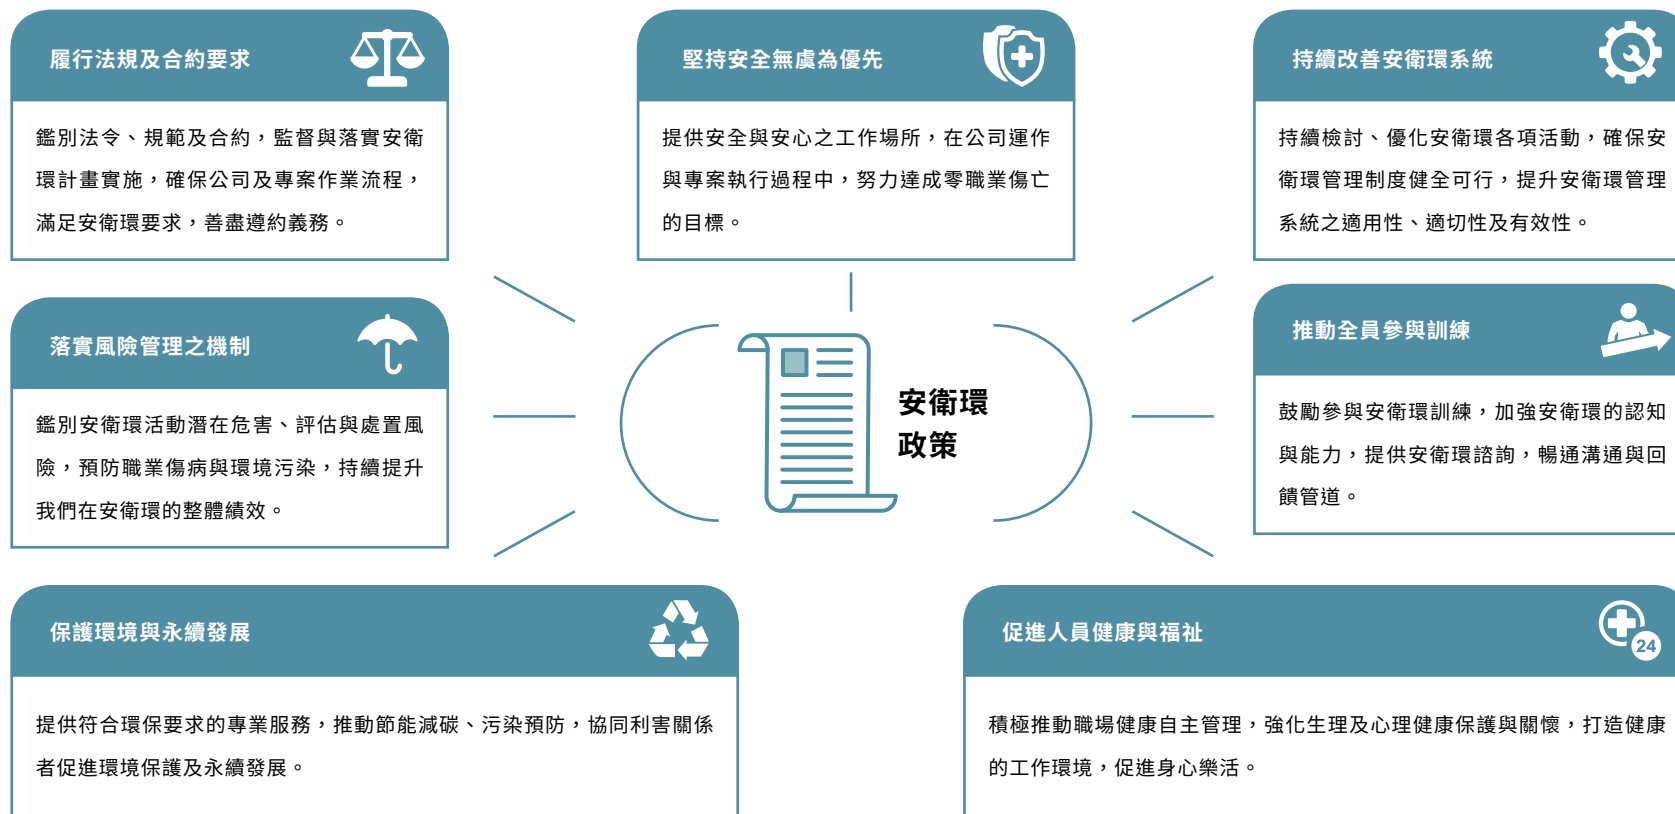 履行法規及合約要求
鑑別法令、規範及合約，監督與落實安衛
環計畫實施，確保公司及專案作業流程，
滿足安衛環要求，善盡遵約義務。
堅持安全無虞為優先
提供安全與安心之工作場所，在公司運作
與專案執行過程中，努力達成零職業傷亡
的目標。
持續改善安衛環系統
持續檢討、優化安衛環各項活動，確保安
衛環管理制度健全可行，提升安衛環管理
系統之適用性、適切性及有效性。
落實風險管理之機制
鑑別安衛環活動潛在危害、評估與處置風
險，預防職業傷病與環境污染，持續提升
我們在安衛環的整體績效。
安衛環
政策
推動全員參與訓練
鼓勵參與安衛環訓練，加強安衛環的認知
與能力，提供安衛環諮詢，暢通溝通與回
饋管道。
保護環境與永續發展
提供符合環保要求的專業服務，推動節能減碳、污染預防，協同利害關係
者促進環境保護及永續發展。
促進人員健康與福祉
24
積極推動職場健康自主管理，強化生理及心理健康保護與關懷，打造健康
的工作環境，促進身心樂活。